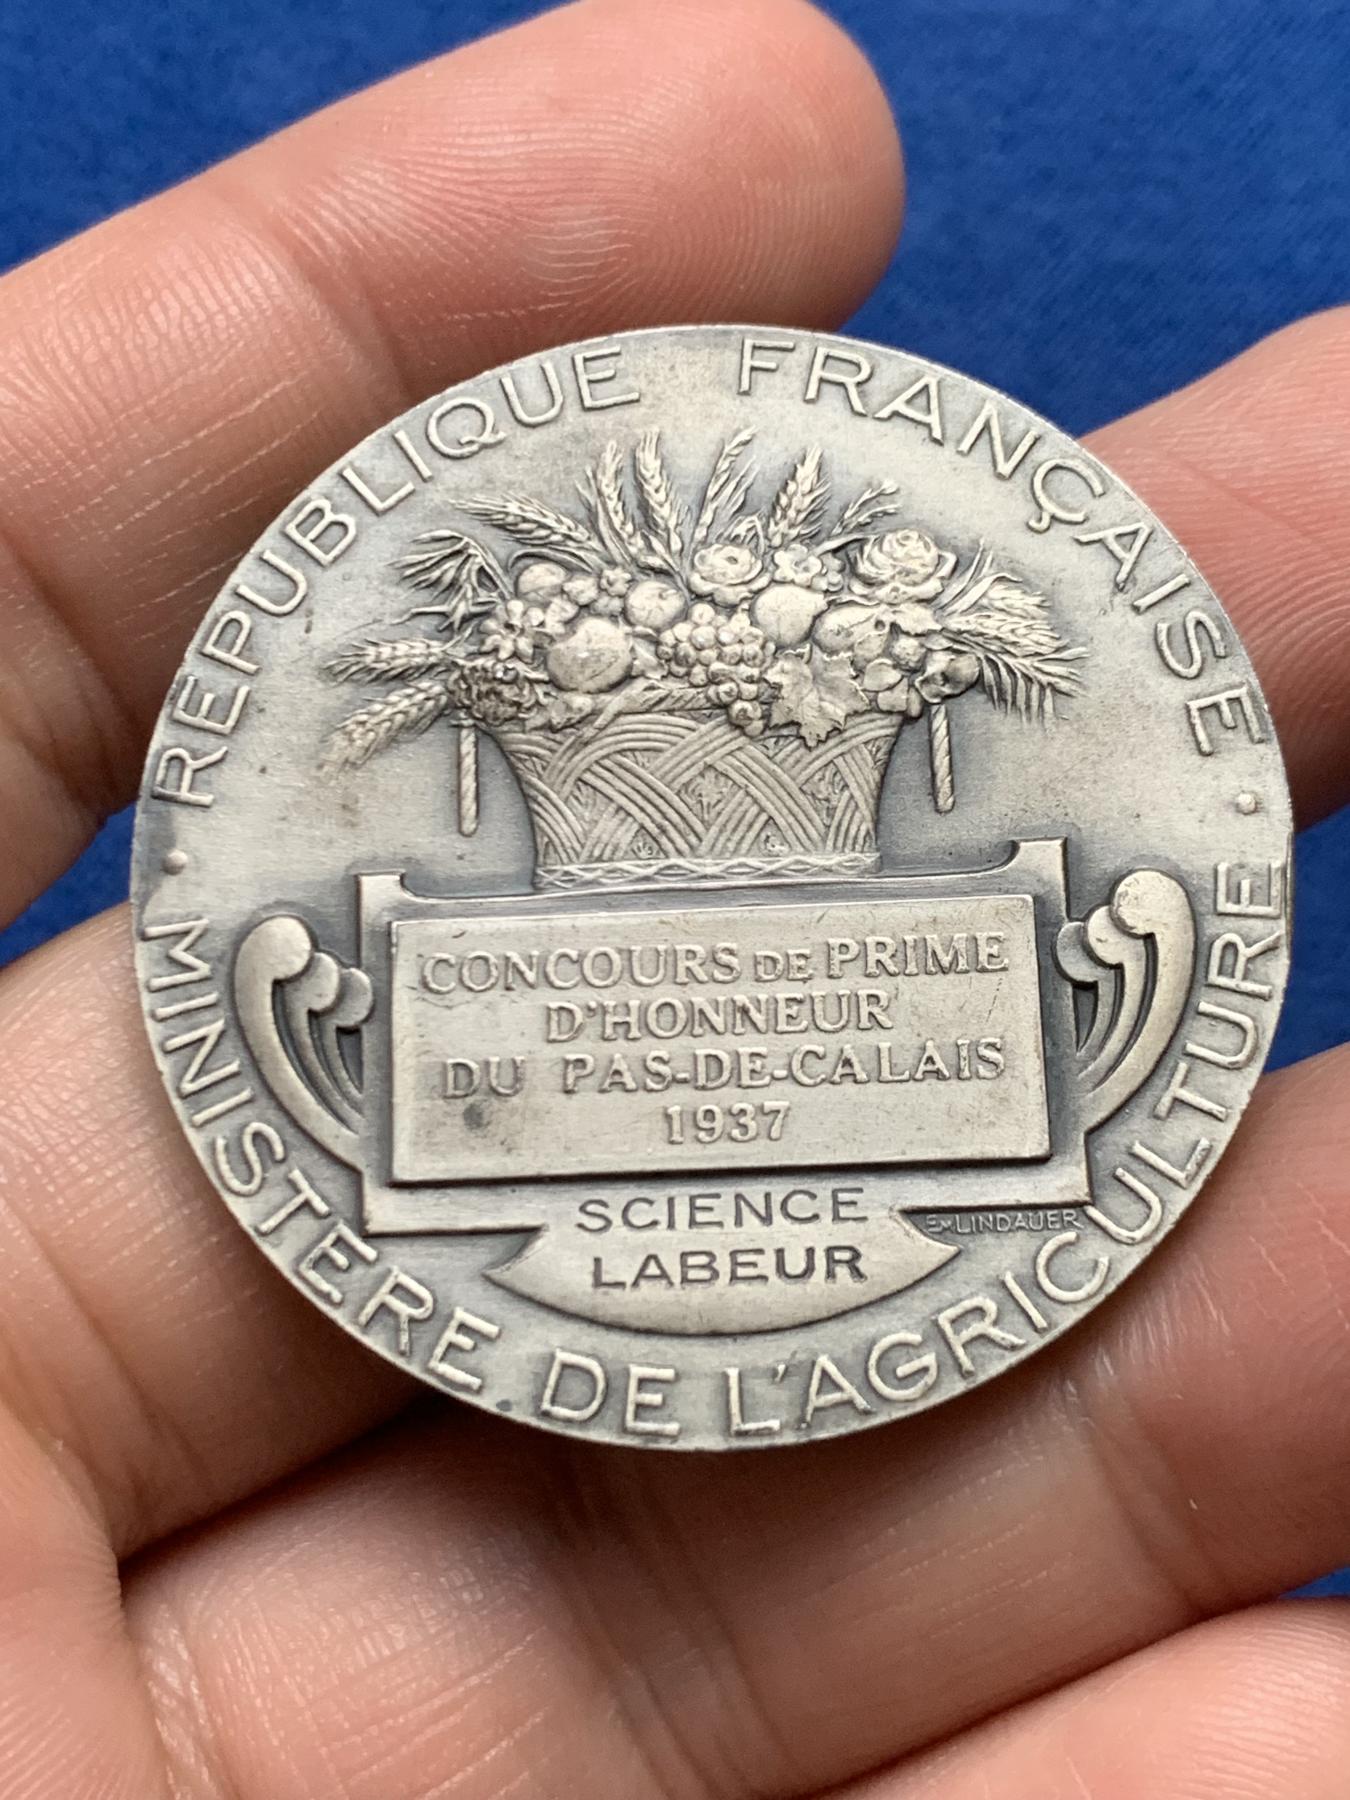 REPUBLIQUE FRANÇAISE
CONCOURS DE PRIME
D'HONNEUR
DU PAS-DE-CALAIS
1937
SCIENCE
LABEUR
EM LINDAUER
MINISTERE DE L'AGRICULTURE